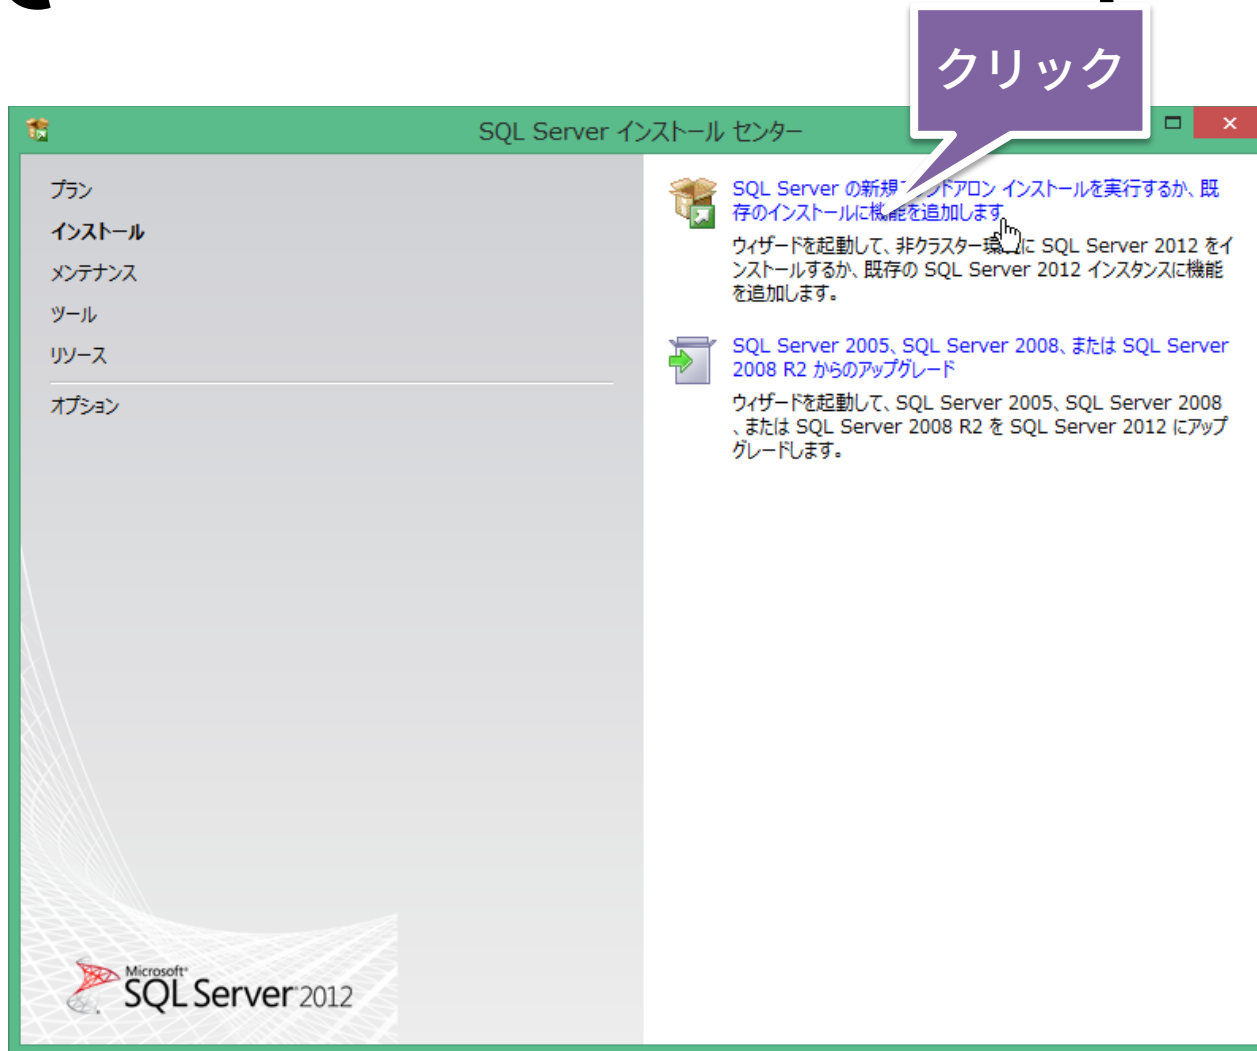 クリック
SQL Server インストール センター
プラン
インストール
メンテナンス
ツール
リソース
オプション
SQL Server の新規 ンドアロン インストールを実行するか、既
存のインストールに機能を追加します。
ウィザードを起動して、非クラスター環境に SQL Server 2012 をイ
ンストールするか、既存の SQL Server 2012 インスタンスに機能
を追加します。
SQL Server 2005、SQL Server 2008、または SQL Server
2008 R2 からのアップグレード
ウィザードを起動して、SQL Server 2005、SQL Server 2008
、または SQL Server 2008 R2 を SQL Server 2012 にアップ
グレードします。
Microsoft
SQL Server 2012